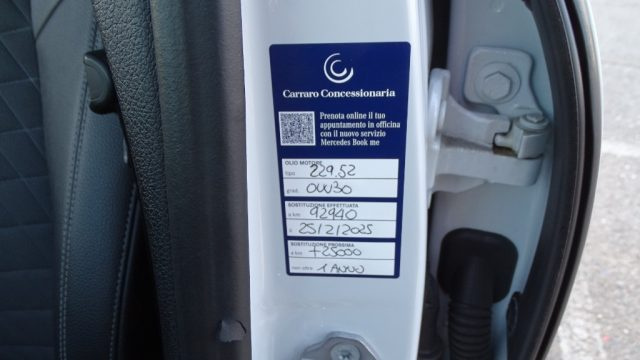 Carraro Concessionaria
Prenota online il tuo
appuntamento in officina
con il nuovo servizio
Mercedes Book me
OLIO MOTORE
tipo 229.52
grad. 0W30
SOSTITUZIONE EFFETTUATA
a km 92940
il 25/2/2025
SOSTITUZIONE PROSSIMA
a km +25000
non oltre 1 ANNO